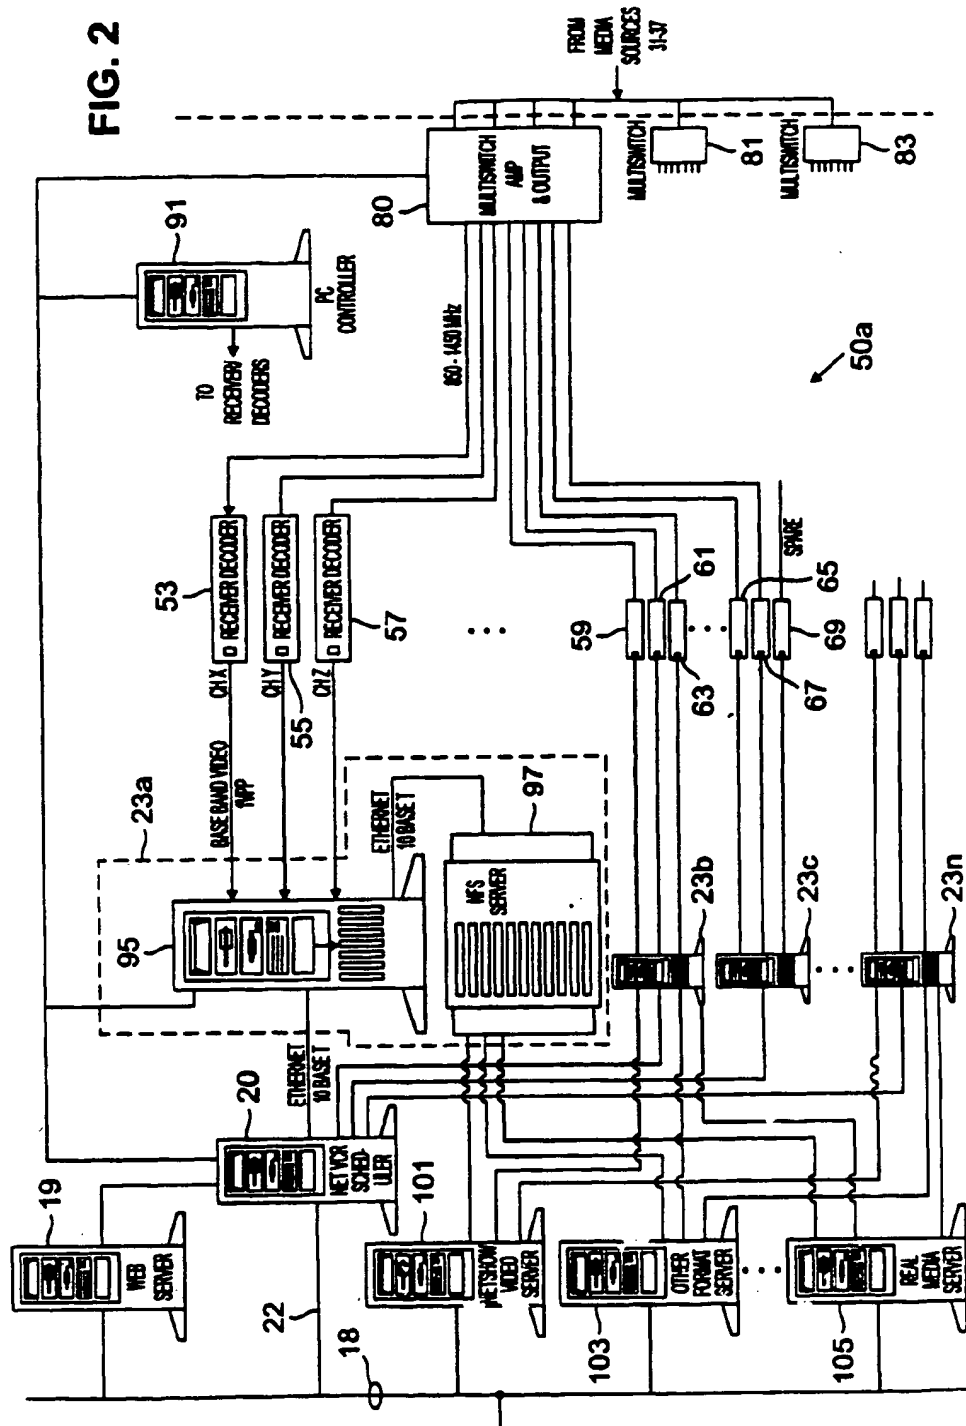 FIG. 2
FROM
MEDIA
SOURCES
31-37
MULTISWITCH
AMP
& OUTPUT
80
MULTISWITCH
81
MULTISWITCH
83
91
PC
CONTROLLER
TO
RECEIVER/
DECODERS
860 - 1450 MHz
50a
53
RECEIVER DECODER
RECEIVER DECODER
RECEIVER DECODER
55
57
CH X
CH Y
CH Z
BASE BAND VIDEO
1VPP
59
61
63
65
67
69
SPARE
23a
95
ETHERNET
10 BASE T
97
NFS
SERVER
23b
23c
23n
ETHERNET
10 BASE T
20
NET VCR
SCHED-
ULER
19
WEB
SERVER
22
18
101
NETSHOW
VIDEO
SERVER
103
OTHER
FORMAT
SERVER
105
REAL
MEDIA
SERVER